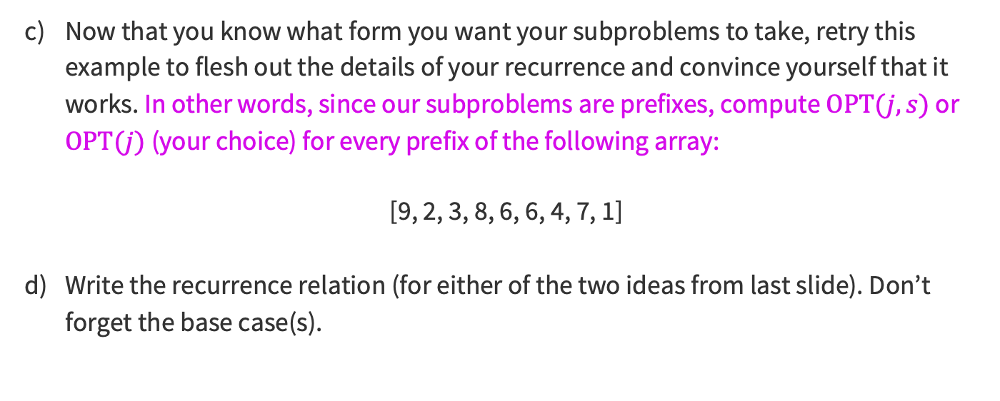 c) Now that you know what form you want your subproblems to take, retry this
example to flesh out the details of your recurrence and convince yourself that it
works. In other words, since our subproblems are prefixes, compute OPT(j, s) or
OPT(j) (your choice) for every prefix of the following array:
[9, 2, 3, 8, 6, 6, 4, 7, 1]
d) Write the recurrence relation (for either of the two ideas from last slide). Don’t
forget the base case(s).